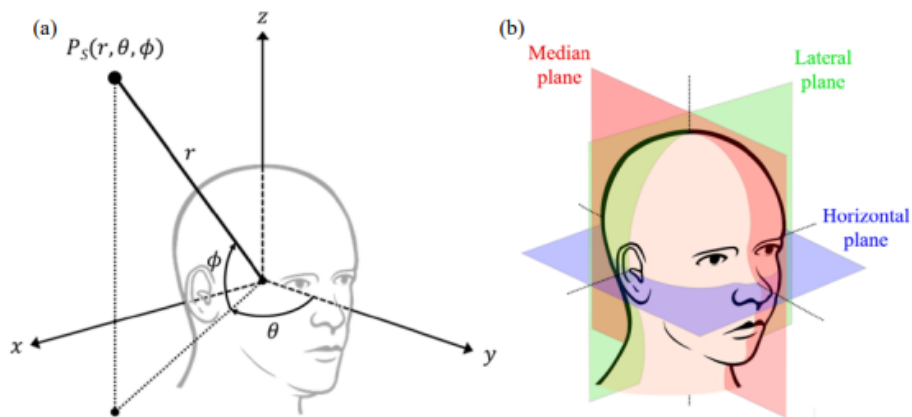 (a)
z
P_S(r, θ, ϕ)
r
ϕ
θ
x
y
(b)
Median
plane
Lateral
plane
Horizontal
plane